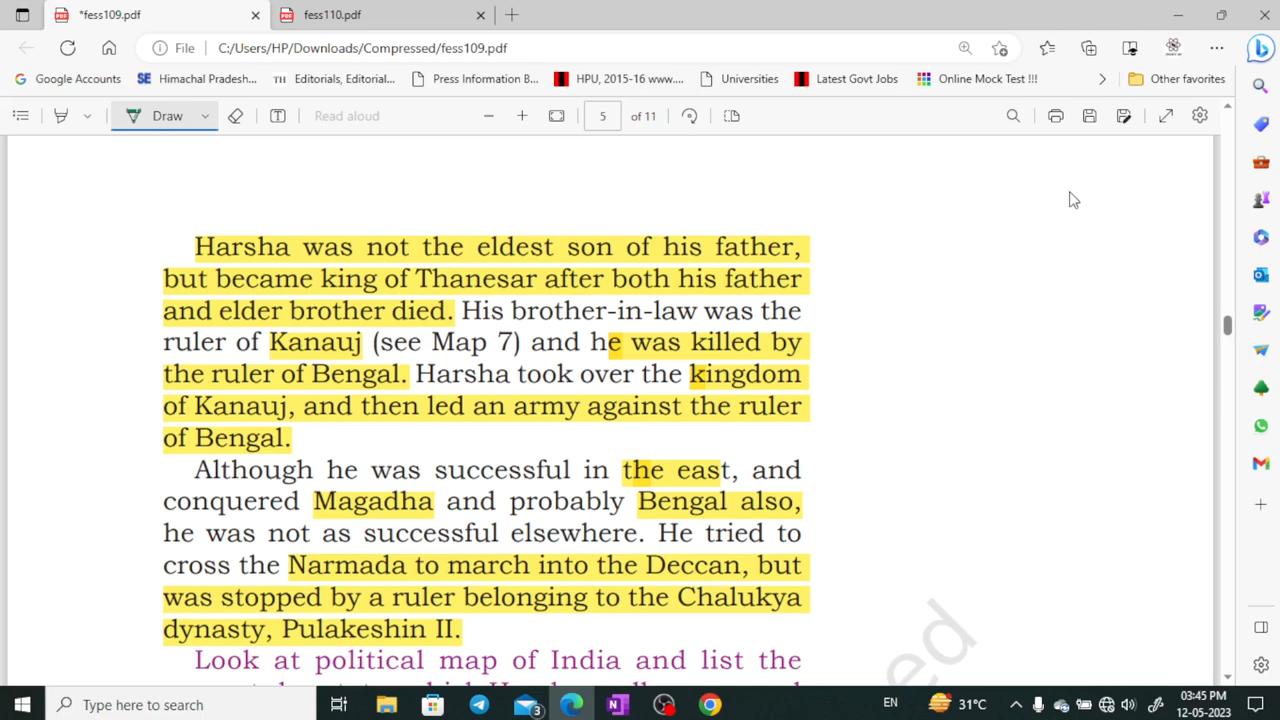 *fess109.pdf
fess110.pdf
File
C:/Users/HP/Downloads/Compressed/fess109.pdf
Google Accounts
SE Himachal Pradesh...
TH Editorials, Editorial...
Press Information B...
HPU, 2015-16 www....
Universities
Latest Govt Jobs
Online Mock Test !!!
Other favorites
Draw
Read aloud
5 of 11
Harsha was not the eldest son of his father,
but became king of Thanesar after both his father
and elder brother died. His brother-in-law was the
ruler of Kanauj (see Map 7) and he was killed by
the ruler of Bengal. Harsha took over the kingdom
of Kanauj, and then led an army against the ruler
of Bengal.
Although he was successful in the east, and
conquered Magadha and probably Bengal also,
he was not as successful elsewhere. He tried to
cross the Narmada to march into the Deccan, but
was stopped by a ruler belonging to the Chalukya
dynasty, Pulakeshin II.
Look at political map of India and list the
Type here to search
3
EN
31°C
03:45 PM
12-05-2023